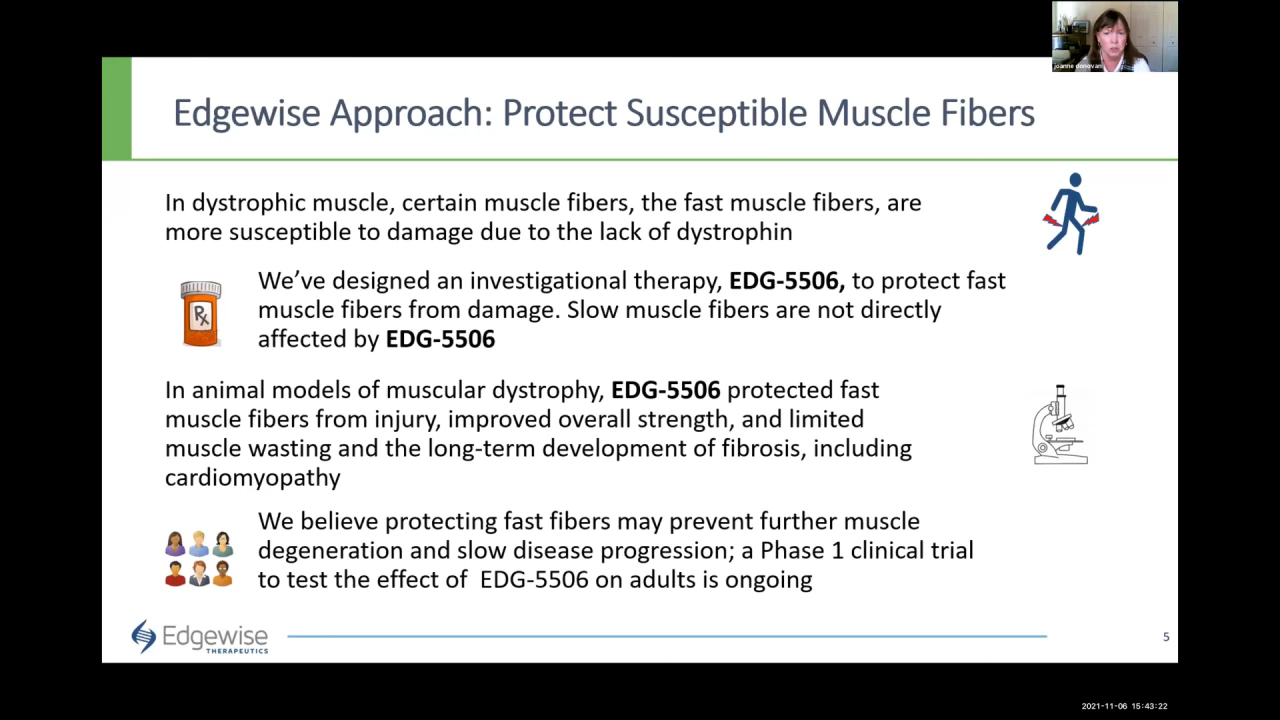 joanne donovan
Edgewise Approach: Protect Susceptible Muscle Fibers
In dystrophic muscle, certain muscle fibers, the fast muscle fibers, are
more susceptible to damage due to the lack of dystrophin
Rx
We’ve designed an investigational therapy, EDG-5506, to protect fast
muscle fibers from damage. Slow muscle fibers are not directly
affected by EDG-5506
In animal models of muscular dystrophy, EDG-5506 protected fast
muscle fibers from injury, improved overall strength, and limited
muscle wasting and the long-term development of fibrosis, including
cardiomyopathy
We believe protecting fast fibers may prevent further muscle
degeneration and slow disease progression; a Phase 1 clinical trial
to test the effect of  EDG-5506 on adults is ongoing
Edgewise
THERAPEUTICS
5
2021-11-06 15:43:22